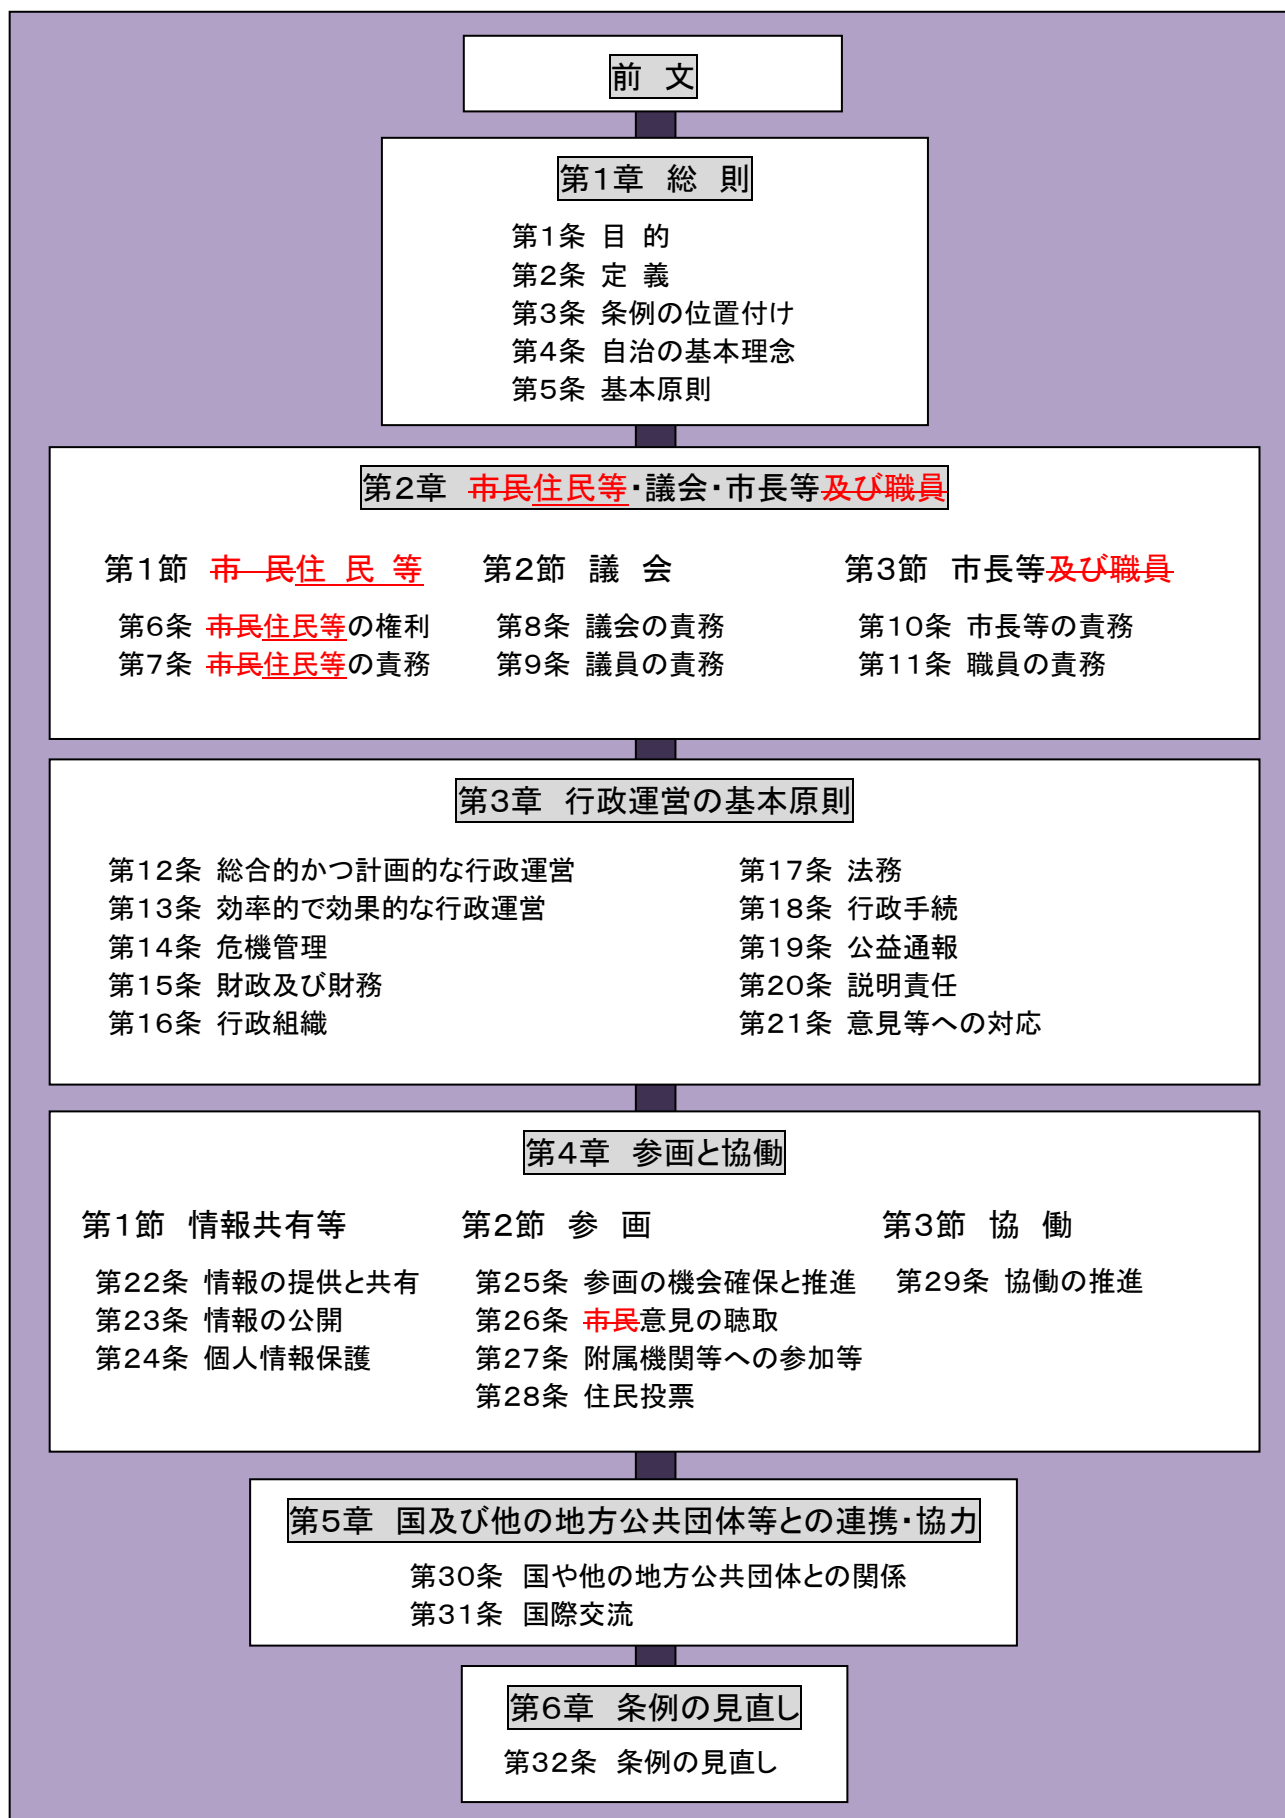 前　文
第1章　総　則
第1条 目 的
第2条 定 義
第3条 条例の位置付け
第4条 自治の基本理念
第5条 基本原則
第2章　市民住民等・議会・市長等及び職員
第1節 市　民住 民 等
第6条 市民住民等の権利
第7条 市民住民等の責務
第2節 議 会
第8条 議会の責務
第9条 議員の責務
第3節 市長等及び職員
第10条 市長等の責務
第11条 職員の責務
第3章　行政運営の基本原則
第12条 総合的かつ計画的な行政運営
第13条 効率的で効果的な行政運営
第14条 危機管理
第15条 財政及び財務
第16条 行政組織
第17条 法務
第18条 行政手続
第19条 公益通報
第20条 説明責任
第21条 意見等への対応
第4章　参画と協働
第1節 情報共有等
第22条 情報の提供と共有
第23条 情報の公開
第24条 個人情報保護
第2節 参 画
第25条 参画の機会確保と推進
第26条 市民意見の聴取
第27条 附属機関等への参加等
第28条 住民投票
第3節 協 働
第29条 協働の推進
第5章　国及び他の地方公共団体等との連携・協力
第30条　国や他の地方公共団体との関係
第31条　国際交流
第6章　条例の見直し
第32条　条例の見直し